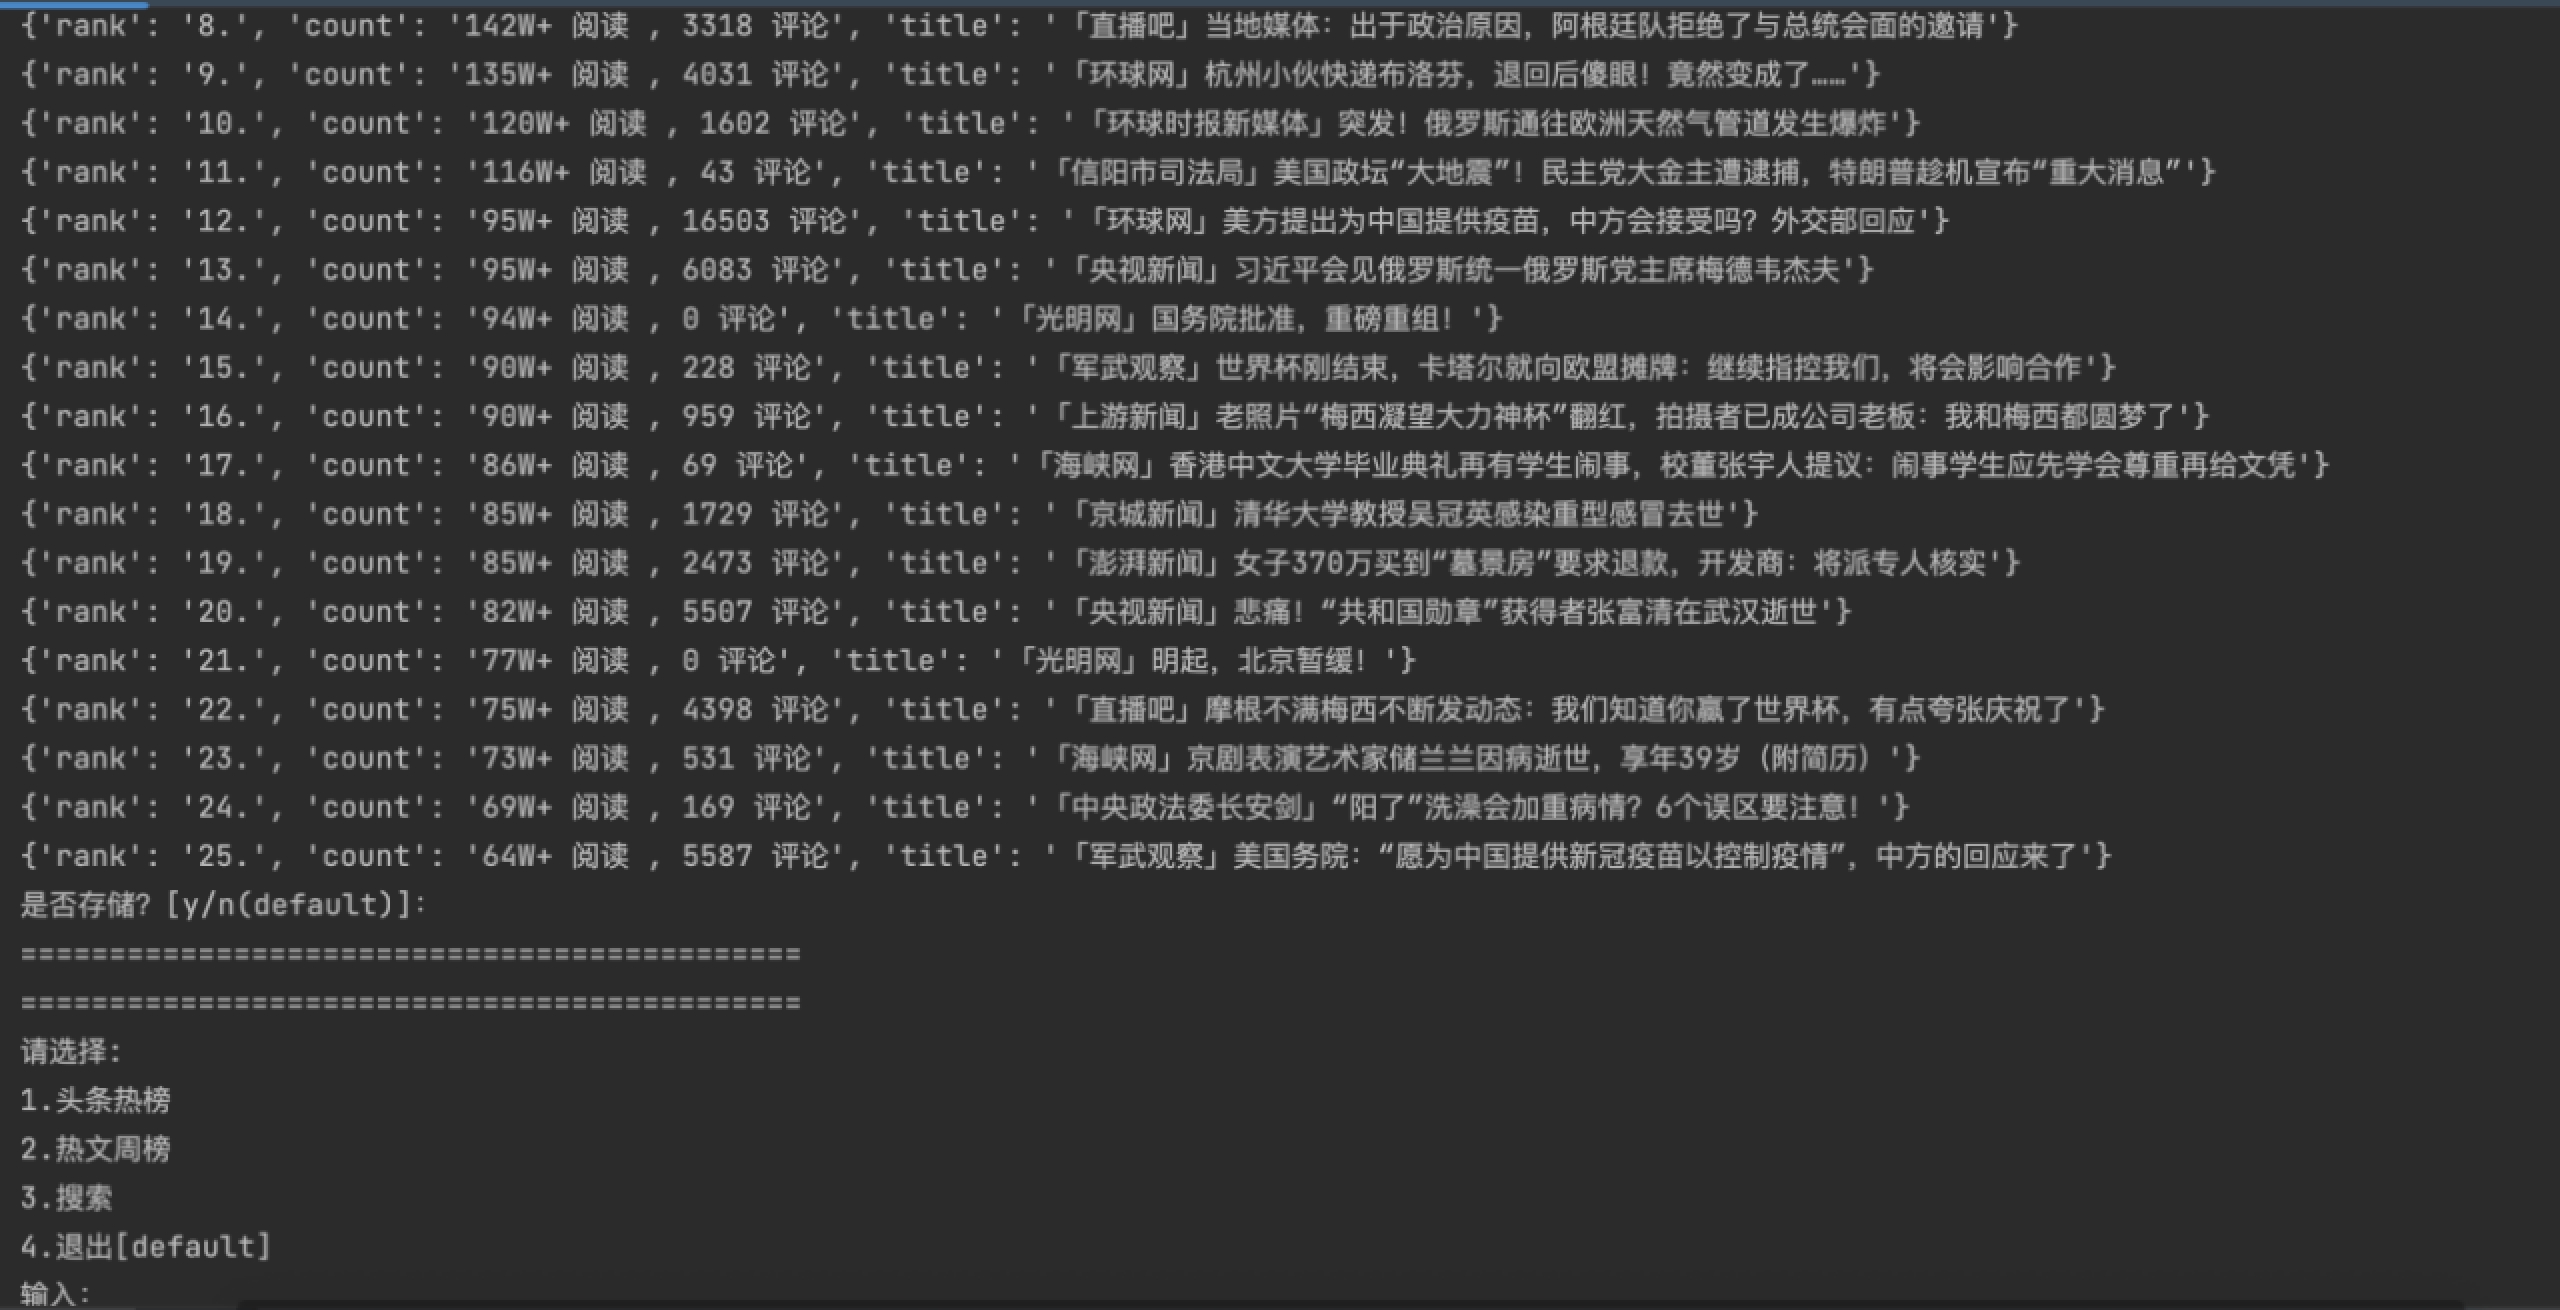 {'rank': '8.', 'count': '142W+ 阅读 , 3318 评论', 'title': '「直播吧」当地媒体：出于政治原因，阿根廷队拒绝了与总统会面的邀请'}
{'rank': '9.', 'count': '135W+ 阅读 , 4031 评论', 'title': '「环球网」杭州小伙快递布洛芬，退回后傻眼！竟然变成了……'}
{'rank': '10.', 'count': '120W+ 阅读 , 1602 评论', 'title': '「环球时报新媒体」突发！俄罗斯通往欧洲天然气管道发生爆炸'}
{'rank': '11.', 'count': '116W+ 阅读 , 43 评论', 'title': '「信阳市司法局」美国政坛“大地震”！民主党大金主遭逮捕，特朗普趁机宣布“重大消息”'}
{'rank': '12.', 'count': '95W+ 阅读 , 16503 评论', 'title': '「环球网」美方提出为中国提供疫苗，中方会接受吗？外交部回应'}
{'rank': '13.', 'count': '95W+ 阅读 , 6083 评论', 'title': '「央视新闻」习近平会见俄罗斯统一俄罗斯党主席梅德韦杰夫'}
{'rank': '14.', 'count': '94W+ 阅读 , 0 评论', 'title': '「光明网」国务院批准，重磅重组！'}
{'rank': '15.', 'count': '90W+ 阅读 , 228 评论', 'title': '「军武观察」世界杯刚结束，卡塔尔就向欧盟摊牌：继续指控我们，将会影响合作'}
{'rank': '16.', 'count': '90W+ 阅读 , 959 评论', 'title': '「上游新闻」老照片“梅西凝望大力神杯”翻红，拍摄者已成公司老板：我和梅西都圆梦了'}
{'rank': '17.', 'count': '86W+ 阅读 , 69 评论', 'title': '「海峡网」香港中文大学毕业典礼再有学生闹事，校董张宇人提议：闹事学生应先学会尊重再给文凭'}
{'rank': '18.', 'count': '85W+ 阅读 , 1729 评论', 'title': '「京城新闻」清华大学教授吴冠英感染重型感冒去世'}
{'rank': '19.', 'count': '85W+ 阅读 , 2473 评论', 'title': '「澎湃新闻」女子370万买到“墓景房”要求退款，开发商：将派专人核实'}
{'rank': '20.', 'count': '82W+ 阅读 , 5507 评论', 'title': '「央视新闻」悲痛！“共和国勋章”获得者张富清在武汉逝世'}
{'rank': '21.', 'count': '77W+ 阅读 , 0 评论', 'title': '「光明网」明起，北京暂缓！'}
{'rank': '22.', 'count': '75W+ 阅读 , 4398 评论', 'title': '「直播吧」摩根不满梅西不断发动态：我们知道你赢了世界杯，有点夸张庆祝了'}
{'rank': '23.', 'count': '73W+ 阅读 , 531 评论', 'title': '「海峡网」京剧表演艺术家储兰兰因病逝世，享年39岁（附简历）'}
{'rank': '24.', 'count': '69W+ 阅读 , 169 评论', 'title': '「中央政法委长安剑」“阳了”洗澡会加重病情？6个误区要注意！'}
{'rank': '25.', 'count': '64W+ 阅读 , 5587 评论', 'title': '「军武观察」美国务院：“愿为中国提供新冠疫苗以控制疫情”，中方的回应来了'}
是否存储？[y/n(default)]：
===========================================
===========================================
请选择：
1.头条热榜
2.热文周榜
3.搜索
4.退出[default]
输入：